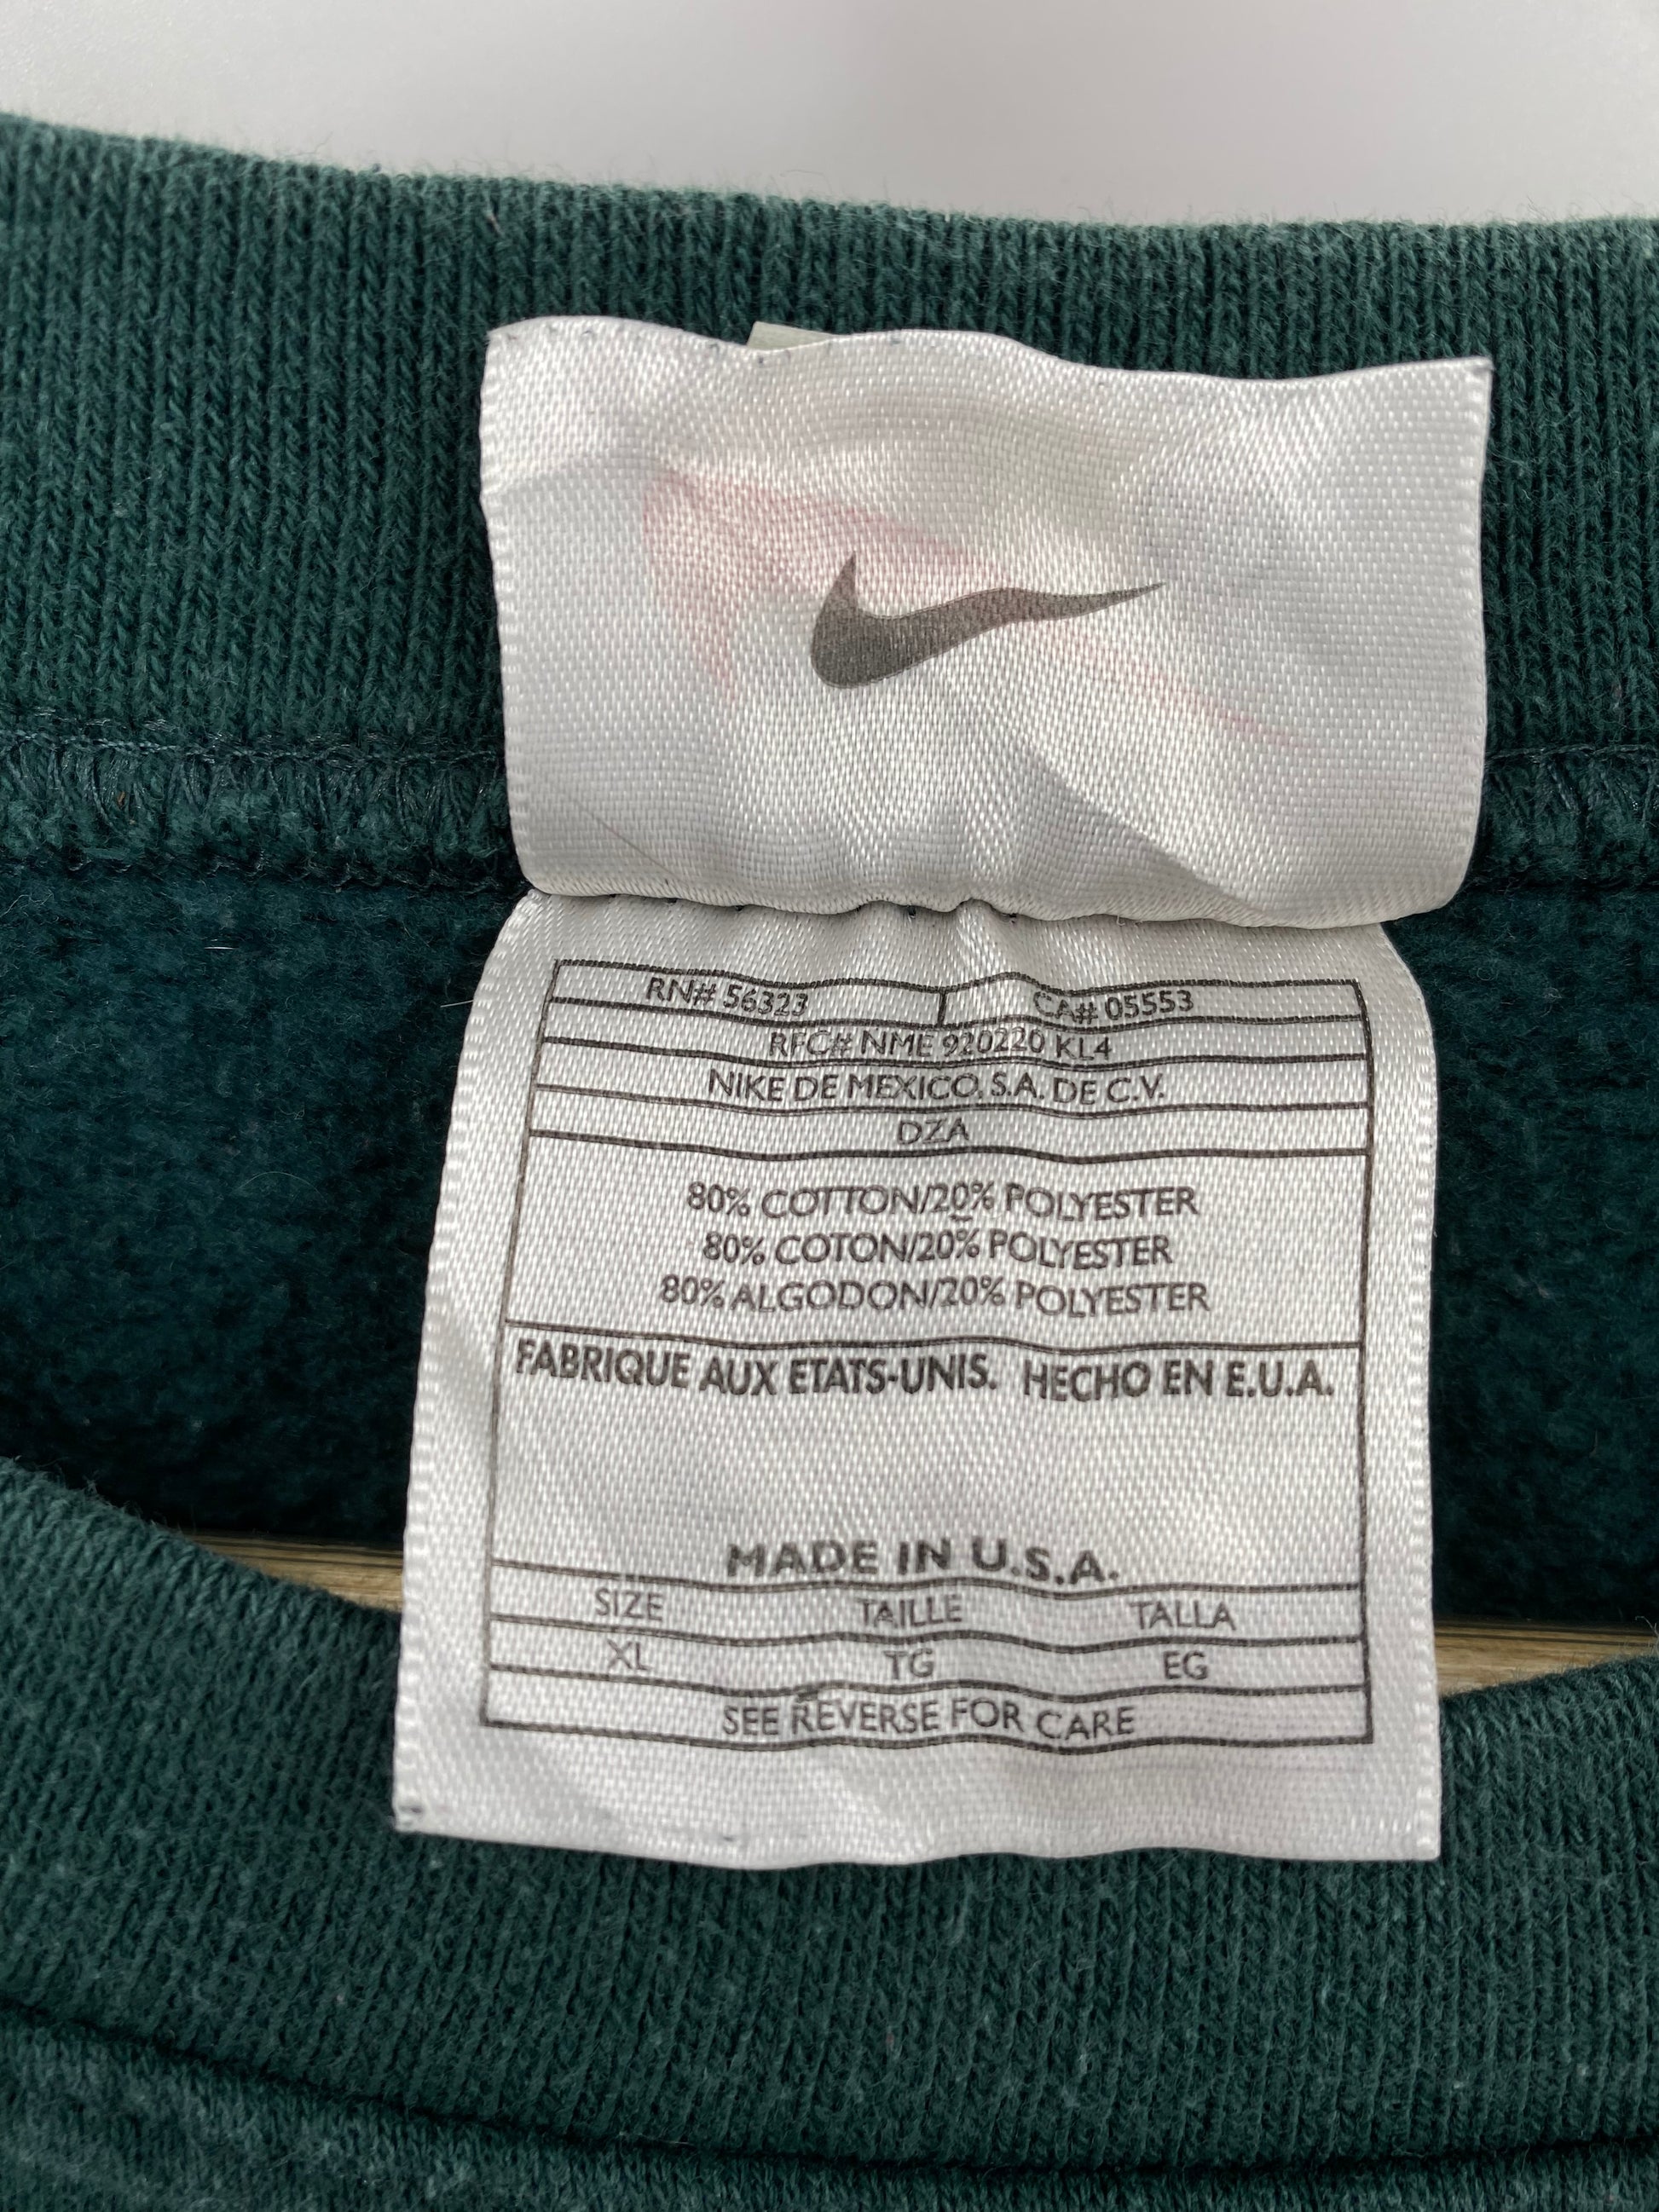 RN# 56323 CA# 05553
RFC# NME 920220 KL4
NIKE DE MEXICO, S.A. DE C.V.
DZA
80% COTTON/20% POLYESTER
80% COTON/20% POLYESTER
80% ALGODON/20% POLYESTER
FABRIQUE AUX ETATS-UNIS. HECHO EN E.U.A.
MADE IN U.S.A.
SIZE TAILLE TALLA
XL TG EG
SEE REVERSE FOR CARE